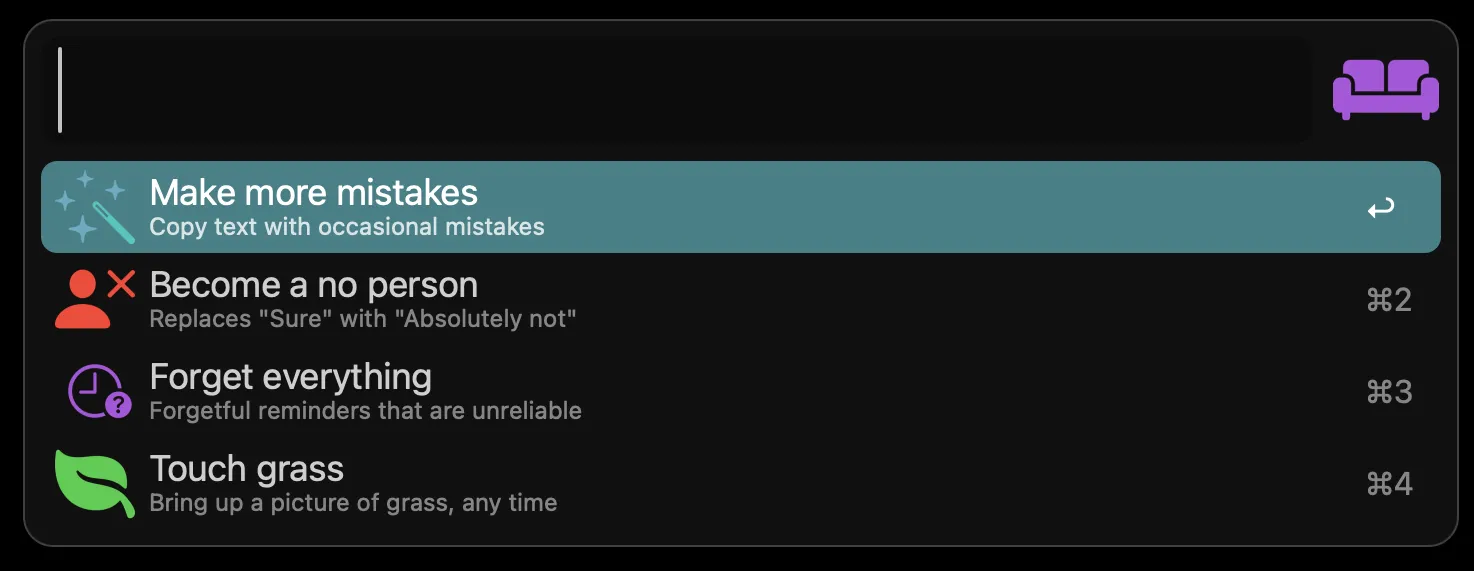 Make more mistakes
Copy text with occasional mistakes
↩
Become a no person
Replaces "Sure" with "Absolutely not"
⌘2
Forget everything
Forgetful reminders that are unreliable
⌘3
?
Touch grass
Bring up a picture of grass, any time
⌘4